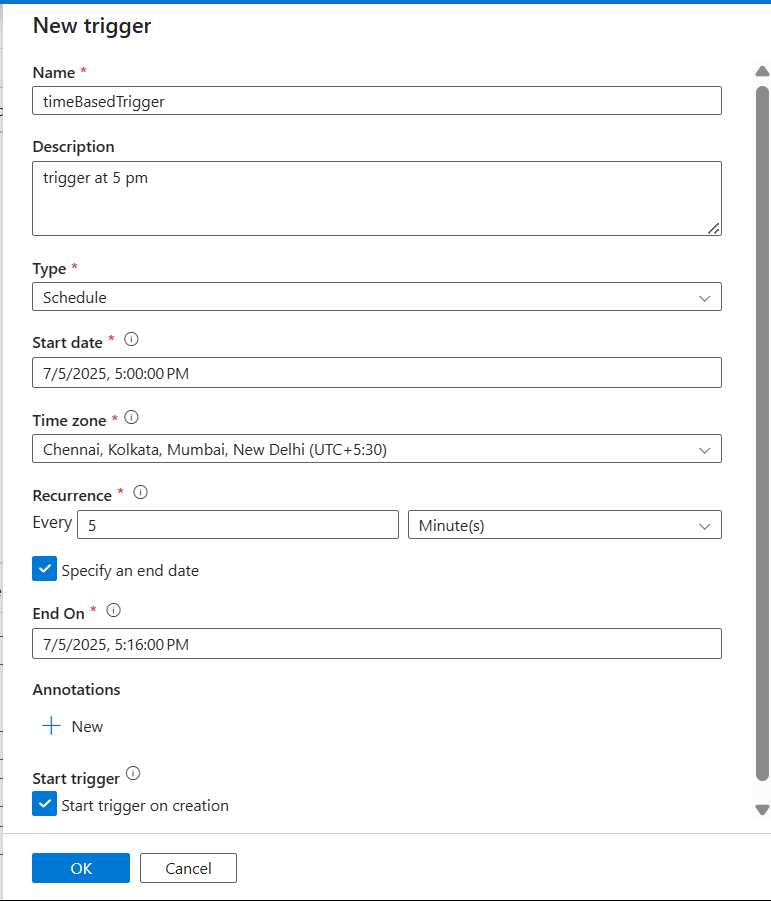 New trigger
Name *
timeBasedTrigger
Description
trigger at 5 pm
Type *
Schedule
Start date *
7/5/2025, 5:00:00 PM
Time zone *
Chennai, Kolkata, Mumbai, New Delhi (UTC+5:30)
Recurrence *
Every 5 Minute(s)
Specify an end date
End On *
7/5/2025, 5:16:00 PM
Annotations
New
Start trigger
Start trigger on creation
OK Cancel